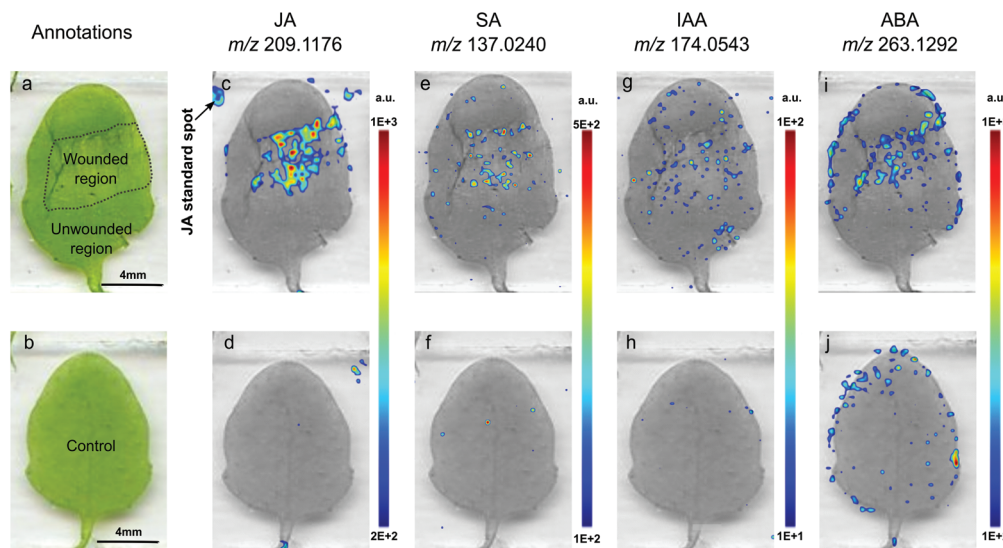 Annotations
JA
m/z 209.1176
SA
m/z 137.0240
IAA
m/z 174.0543
ABA
m/z 263.1292
a
Wounded
region
Unwounded
region
4mm
JA standard spot
c
a.u.
1E+3
2E+2
e
a.u.
5E+2
1E+2
g
a.u.
1E+2
1E+1
i
a.u.
1E+
1E+
b
Control
4mm
d
f
h
j